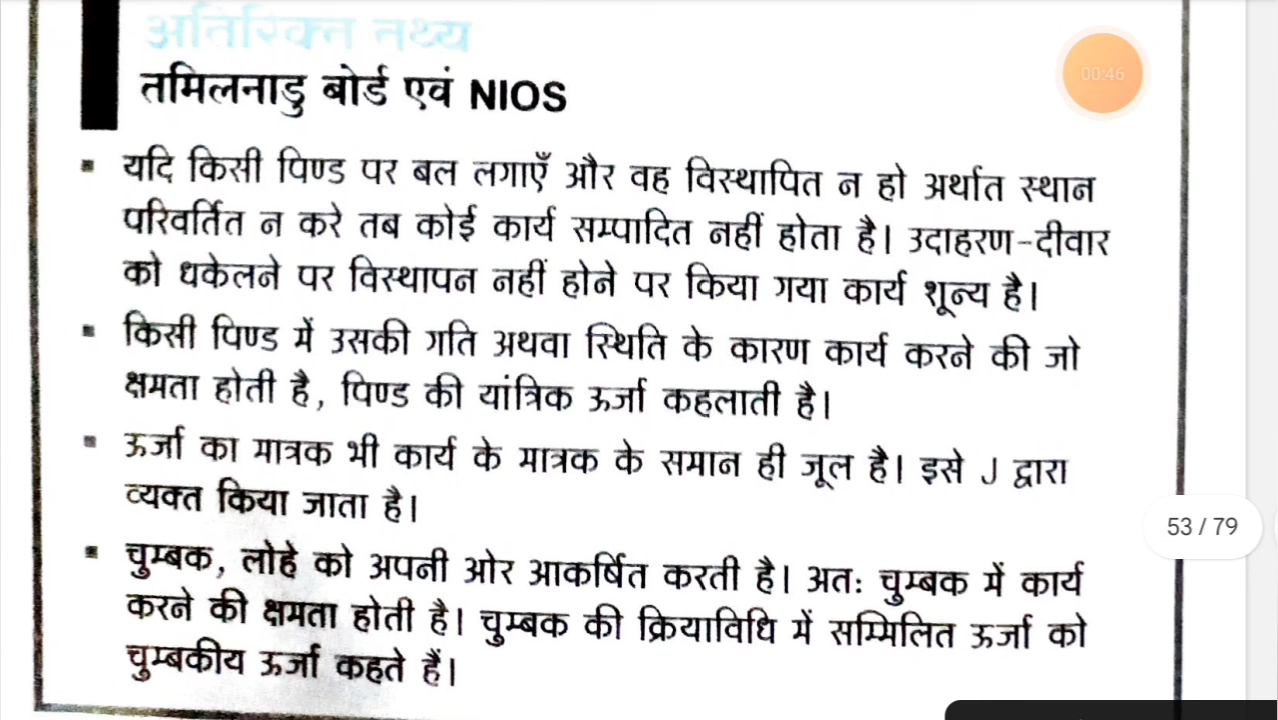 अतिरिक्त तथ्य
तमिलनाडु बोर्ड एवं NIOS
00:46
▪ यदि किसी पिण्ड पर बल लगाएँ और वह विस्थापित न हो अर्थात स्थान
परिवर्तित न करे तब कोई कार्य सम्पादित नहीं होता है। उदाहरण-दीवार
को धकेलने पर विस्थापन नहीं होने पर किया गया कार्य शून्य है।
▪ किसी पिण्ड में उसकी गति अथवा स्थिति के कारण कार्य करने की जो
क्षमता होती है, पिण्ड की यांत्रिक ऊर्जा कहलाती है।
▪ ऊर्जा का मात्रक भी कार्य के मात्रक के समान ही जूल है। इसे J द्वारा
व्यक्त किया जाता है।
53 / 79
▪ चुम्बक, लोहे को अपनी ओर आकर्षित करती है। अतः चुम्बक में कार्य
करने की क्षमता होती है। चुम्बक की क्रियाविधि में सम्मिलित ऊर्जा को
चुम्बकीय ऊर्जा कहते हैं।